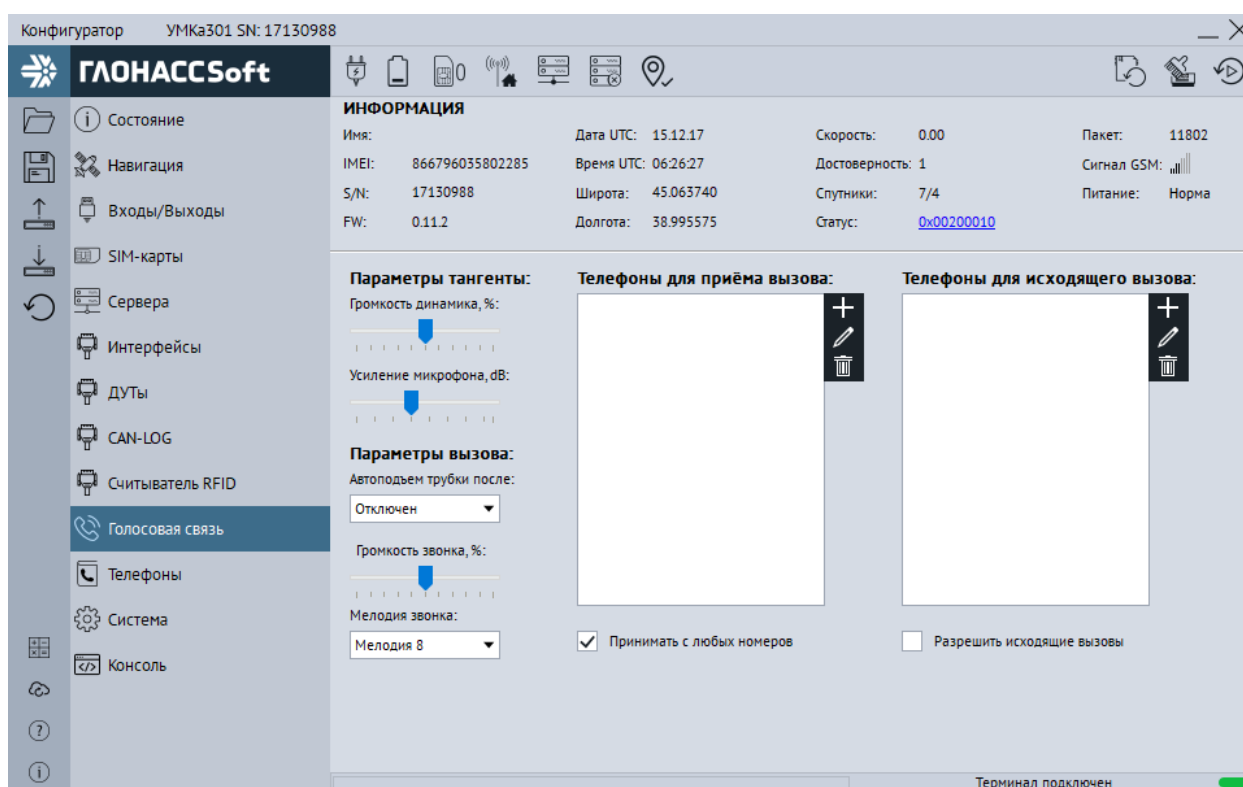 Конфигуратор УМКа301 SN: 17130988
ГЛОНАССSoft
0
Состояние
Навигация
Входы/Выходы
SIM-карты
Сервера
Интерфейсы
ДУТы
CAN-LOG
Считыватель RFID
Голосовая связь
Телефоны
Система
Консоль
ИНФОРМАЦИЯ
Имя: Дата UTC: 15.12.17 Скорость: 0.00 Пакет: 11802
IMEI: 866796035802285 Время UTC: 06:26:27 Достоверность: 1 Сигнал GSM:
S/N: 17130988 Широта: 45.063740 Спутники: 7/4 Питание: Норма
FW: 0.11.2 Долгота: 38.995575 Статус: 0x00200010
Параметры тангенты:
Громкость динамика, %:
Усиление микрофона, dB:
Параметры вызова:
Автоподъем трубки после:
Отключен
Громкость звонка, %:
Мелодия звонка:
Мелодия 8
Телефоны для приёма вызова:
Принимать с любых номеров
Телефоны для исходящего вызова:
Разрешить исходящие вызовы
Терминал подключен